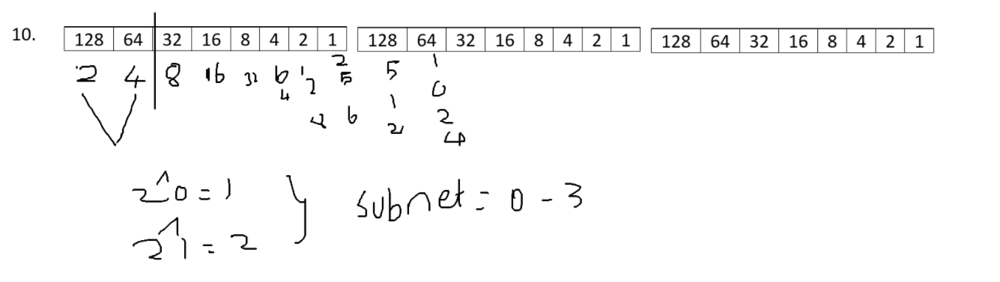 10. 128 64 32 16 8 4 2 1 128 64 32 16 8 4 2 1 128 64 32 16 8 4 2 1
2 4 8 16 32 64 12 256 512 1024
2^0 = 1
2^1 = 2
subnet = 0 - 3